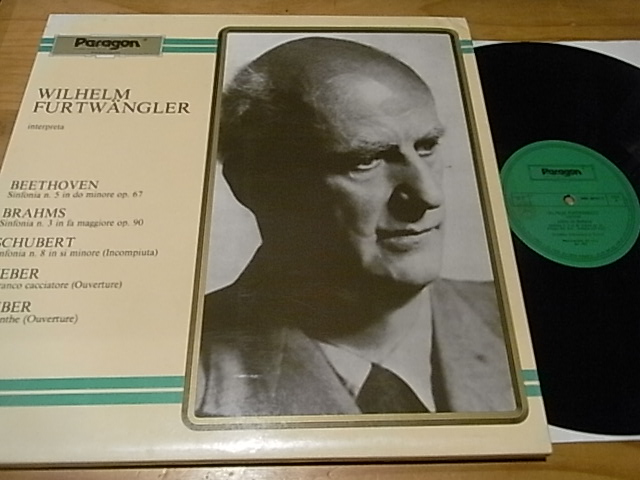 Paragon
WILHELM
FURTWÄNGLER
interpreta
BEETHOVEN
Sinfonia n. 5 in do minore op. 67
BRAHMS
Sinfonia n. 3 in fa maggiore op. 90
SCHUBERT
nfonia n. 8 in si minore (Incompiuta)
EBER
ranco cacciatore (Ouverture)
BER
nthe (Ouverture)
Paragon